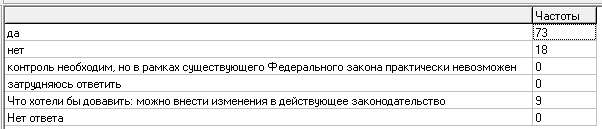 Частоты
да 73
нет 18
контроль необходим, но в рамках существующего Федерального закона практически невозможен 0
затрудняюсь ответить 0
Что хотели бы довавить: можно внести изменения в действующее законодательство 9
Нет ответа 0